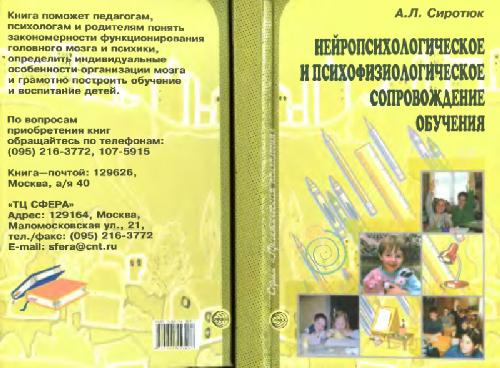 Книга поможет педагогам,
психологам и родителям понять
закономерности функционирования
головного мозга и психики,
определить индивидуальные
особенности организации мозга
и грамотно построить обучение
и воспитание детей.
По вопросам
приобретения книг
обращайтесь по телефонам:
(095) 216-3772, 107-5915
Книга—почтой: 129626,
Москва, а/я 40
«ТЦ СФЕРА»
Адрес: 129164, Москва,
Маломосковская ул., 21,
тел./факс: (095) 216-3772
E-mail: sfera@cnt.ru
А.Л. Сиротюк
НЕЙРОПСИХОЛОГИЧЕСКОЕ
И ПСИХОФИЗИОЛОГИЧЕСКОЕ
СОПРОВОЖДЕНИЕ
ОБУЧЕНИЯ